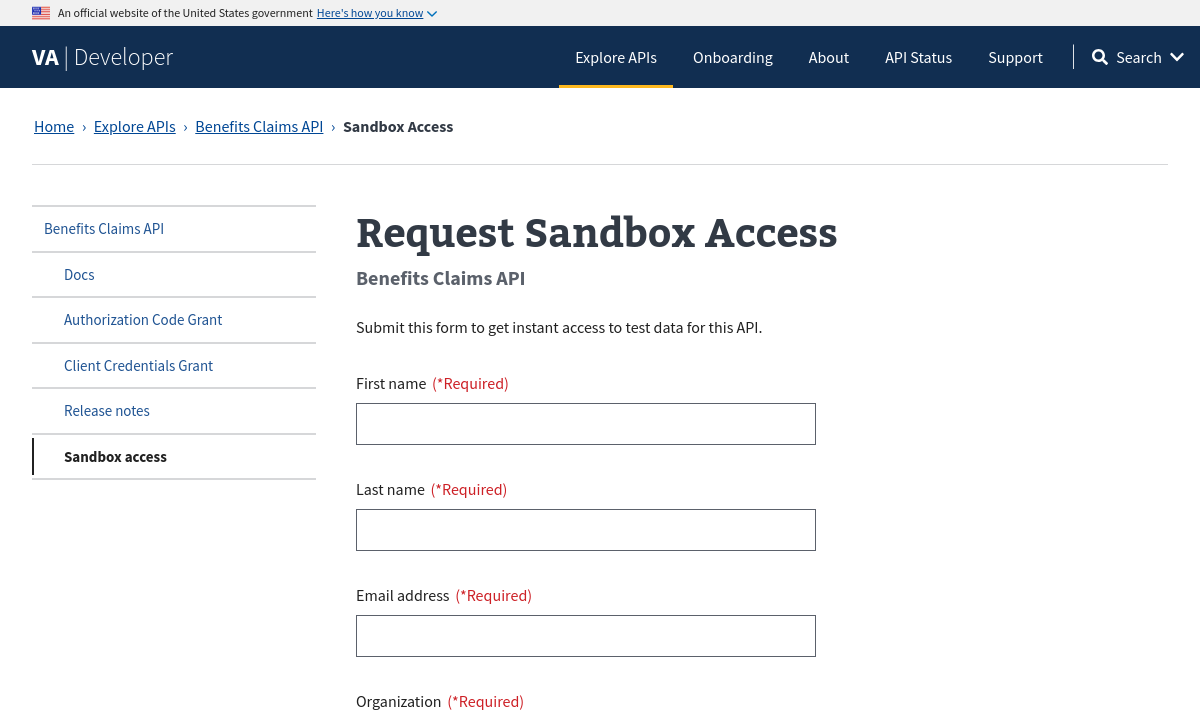 An official website of the United States government Here's how you know
VA | Developer
Explore APIs
Onboarding
About
API Status
Support
Search
Home › Explore APIs › Benefits Claims API › Sandbox Access
Benefits Claims API
Docs
Authorization Code Grant
Client Credentials Grant
Release notes
Sandbox access
Request Sandbox Access
Benefits Claims API
Submit this form to get instant access to test data for this API.
First name (*Required)
Last name (*Required)
Email address (*Required)
Organization (*Required)